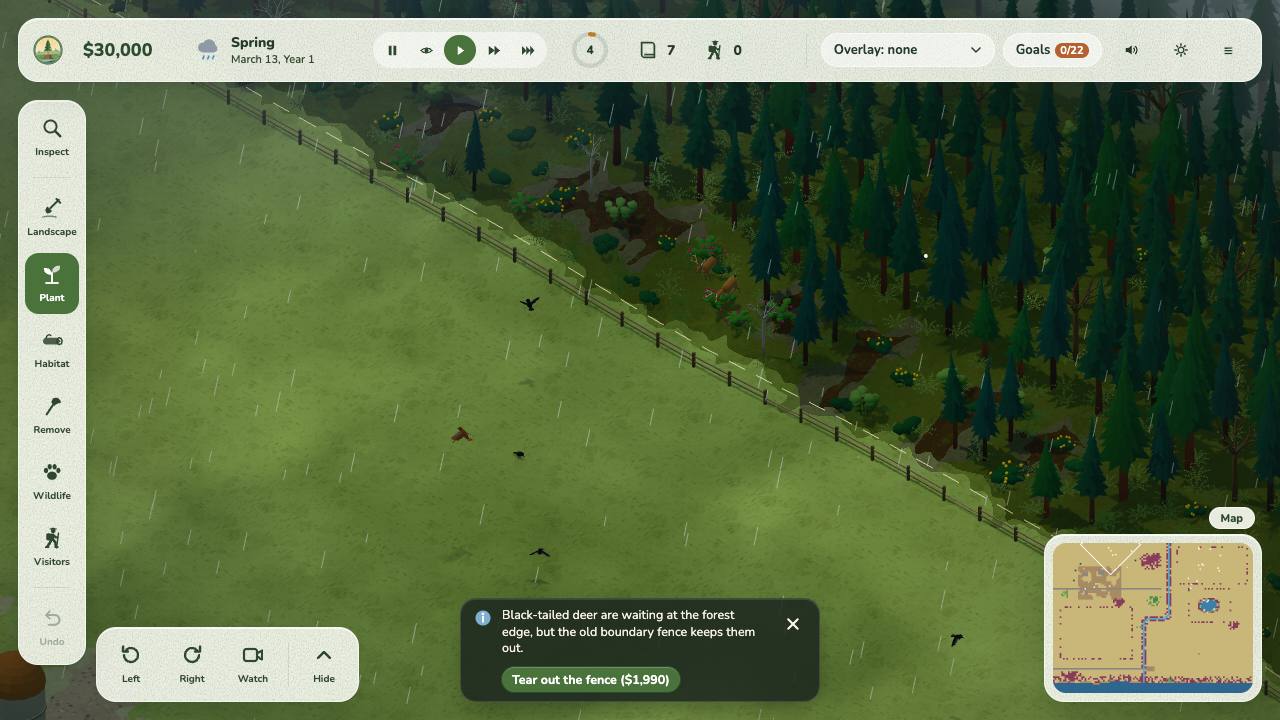 $30,000
Spring
March 13, Year 1
4
7
0
Overlay: none
Goals 0/22
Inspect
Landscape
Plant
Habitat
Remove
Wildlife
Visitors
Undo
Left
Right
Watch
Hide
Black-tailed deer are waiting at the forest
edge, but the old boundary fence keeps them
out.
Tear out the fence ($1,990)
Map